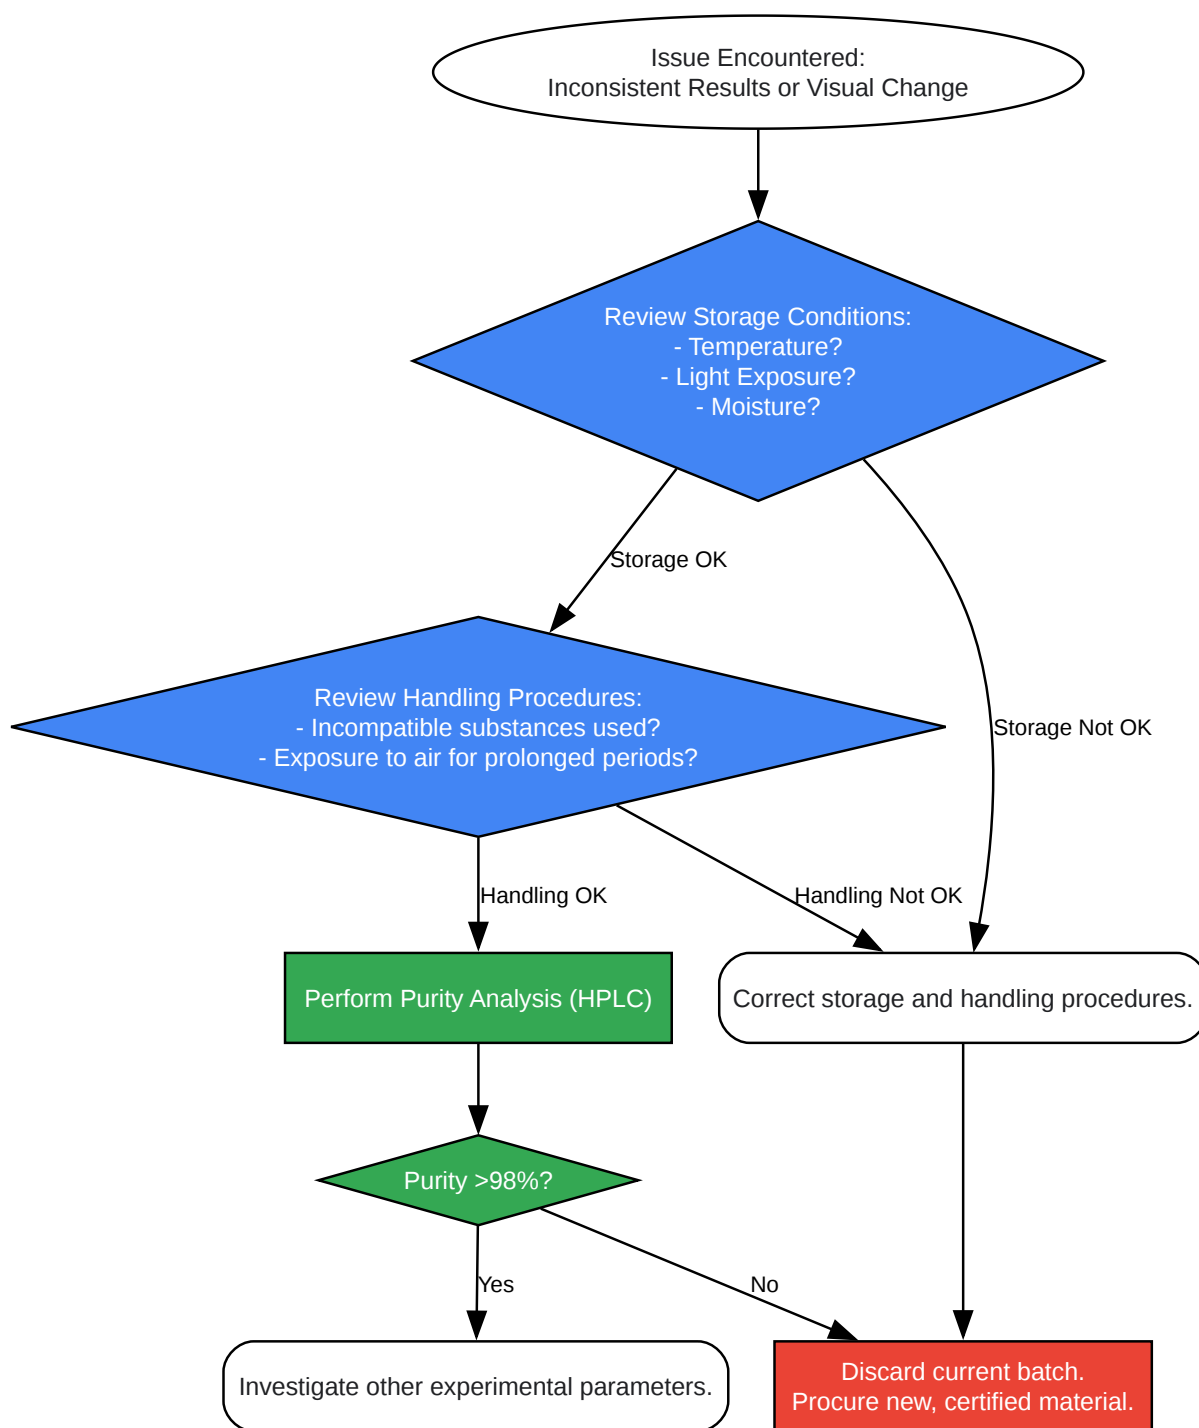 Issue Encountered:
Inconsistent Results or Visual Change
Review Storage Conditions:
- Temperature?
- Light Exposure?
- Moisture?
Storage OK
Review Handling Procedures:
- Incompatible substances used?
- Exposure to air for prolonged periods?
Storage Not OK
Handling OK
Handling Not OK
Perform Purity Analysis (HPLC)
Correct storage and handling procedures.
Purity >98%?
Yes
No
Investigate other experimental parameters.
Discard current batch.
Procure new, certified material.